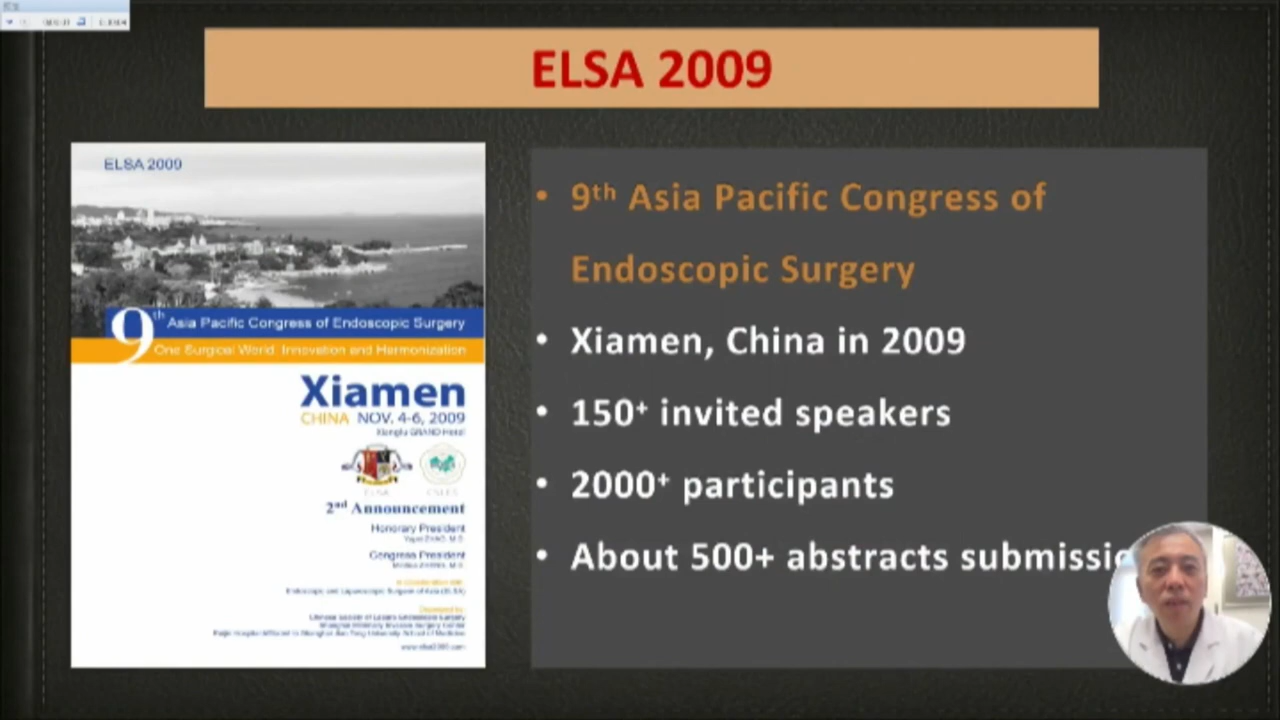 ELSA 2009
ELSA 2009
9th Asia Pacific Congress of Endoscopic Surgery
One Surgical World: Innovation and Harmonization
Xiamen
CHINA NOV. 4-6, 2009
2nd Announcement
Honorary President
Congress President
9th Asia Pacific Congress of
Endoscopic Surgery
Xiamen, China in 2009
150+ invited speakers
2000+ participants
About 500+ abstracts submissio